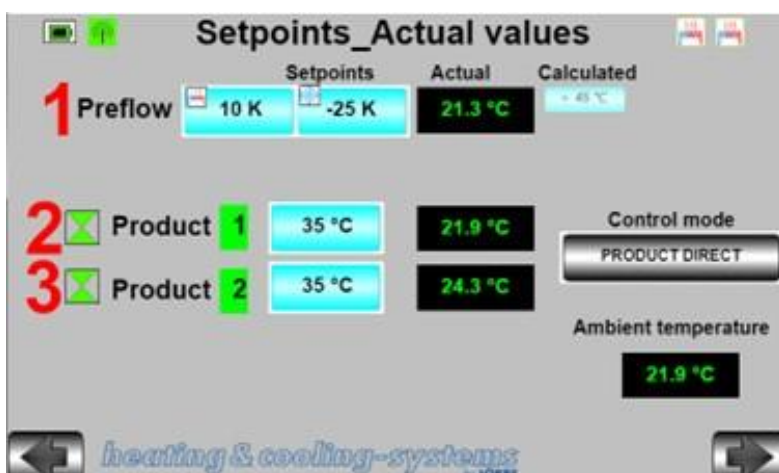 Setpoints_Actual values
Setpoints Actual Calculated
1 Preflow 10 K -25 K 21.3 °C + 45 °C
2 Product 1 35 °C 21.9 °C
Control mode
PRODUCT DIRECT
3 Product 2 35 °C 24.3 °C
Ambient temperature
21.9 °C
heating & cooling-systems